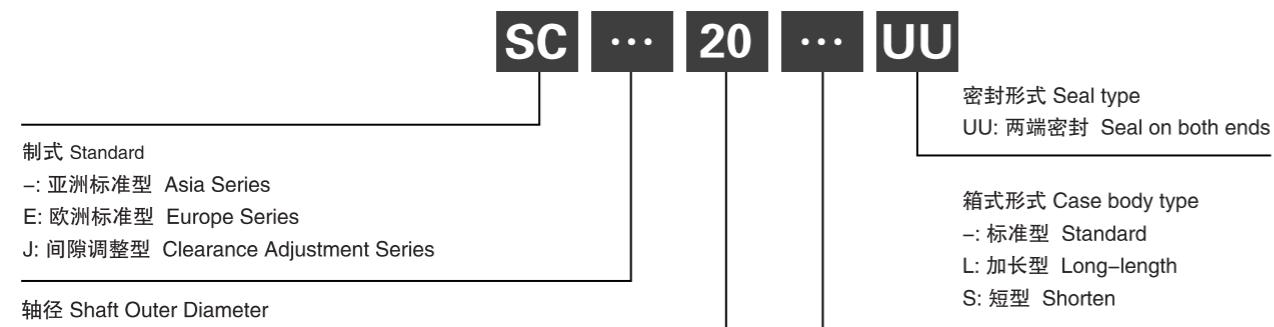 SC ··· 20 ··· UU
密封形式 Seal type
UU: 两端密封 Seal on both ends
制式 Standard
–: 亚洲标准型 Asia Series
E: 欧洲标准型 Europe Series
J: 间隙调整型 Clearance Adjustment Series
箱式形式 Case body type
–: 标准型 Standard
L: 加长型 Long–length
S: 短型 Shorten
轴径 Shaft Outer Diameter